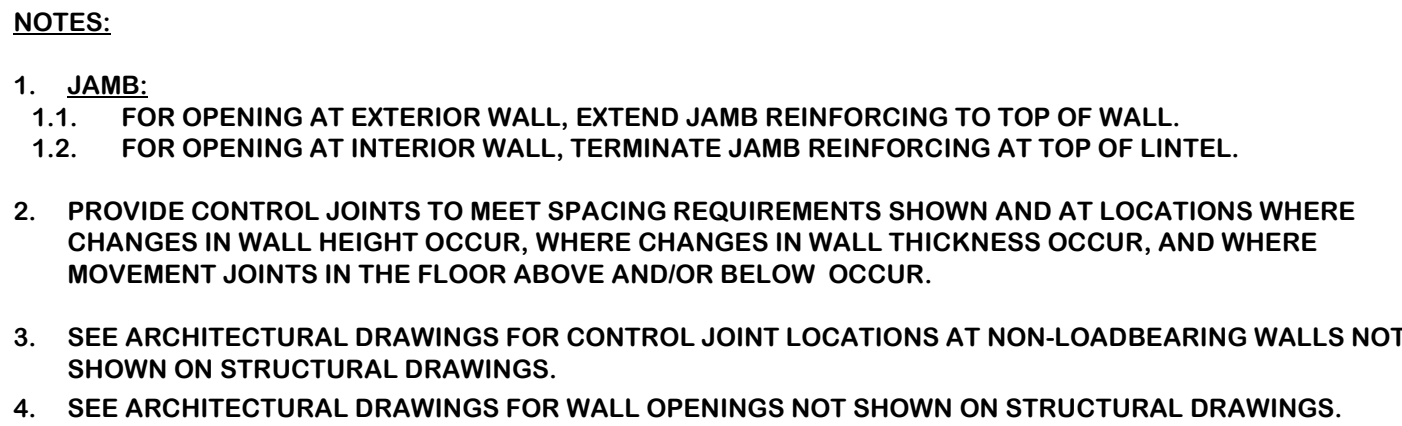 NOTES:
1. JAMB:
1.1. FOR OPENING AT EXTERIOR WALL, EXTEND JAMB REINFORCING TO TOP OF WALL.
1.2. FOR OPENING AT INTERIOR WALL, TERMINATE JAMB REINFORCING AT TOP OF LINTEL.
2. PROVIDE CONTROL JOINTS TO MEET SPACING REQUIREMENTS SHOWN AND AT LOCATIONS WHERE
CHANGES IN WALL HEIGHT OCCUR, WHERE CHANGES IN WALL THICKNESS OCCUR, AND WHERE
MOVEMENT JOINTS IN THE FLOOR ABOVE AND/OR BELOW OCCUR.
3. SEE ARCHITECTURAL DRAWINGS FOR CONTROL JOINT LOCATIONS AT NON-LOADBEARING WALLS NOT
SHOWN ON STRUCTURAL DRAWINGS.
4. SEE ARCHITECTURAL DRAWINGS FOR WALL OPENINGS NOT SHOWN ON STRUCTURAL DRAWINGS.